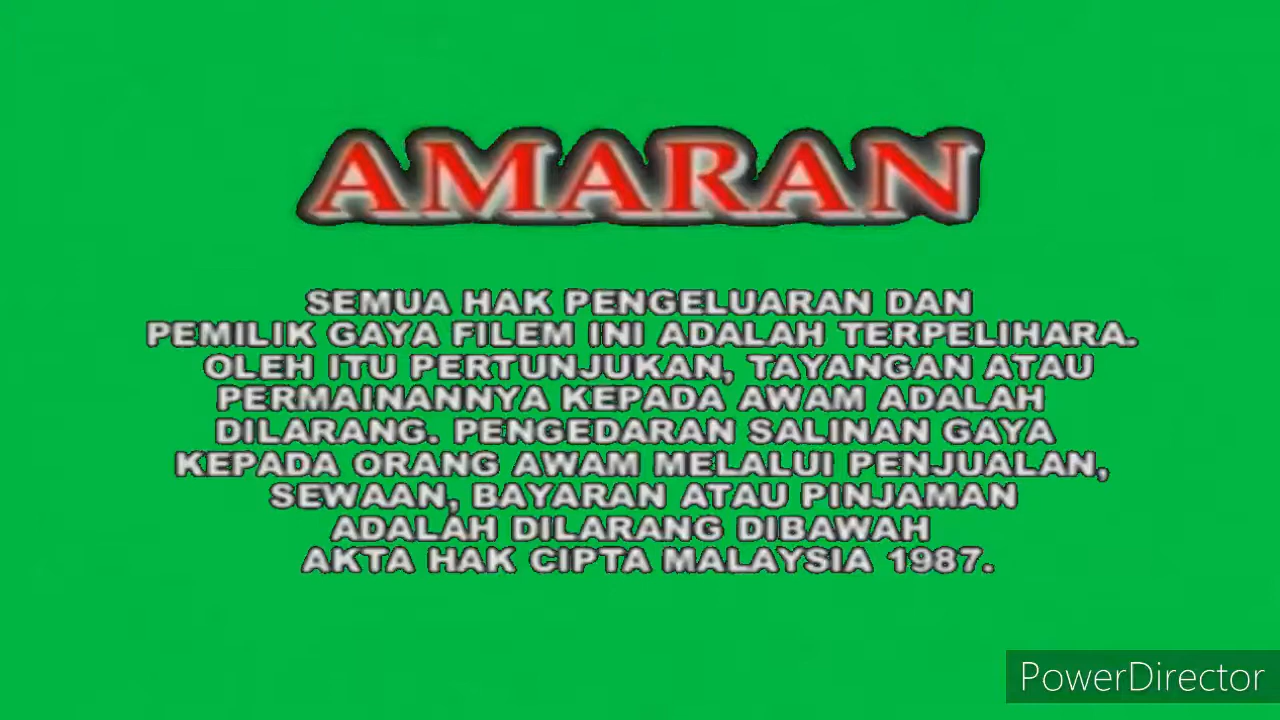 AMARAN
SEMUA HAK PENGELUARAN DAN
PEMILIK GAYA FILEM INI ADALAH TERPELIHARA.
OLEH ITU PERTUNJUKAN, TAYANGAN ATAU
PERMAINANNYA KEPADA AWAM ADALAH
DILARANG. PENGEDARAN SALINAN GAYA
KEPADA ORANG AWAM MELALUI PENJUALAN,
SEWAAN, BAYARAN ATAU PINJAMAN
ADALAH DILARANG DIBAWAH
AKTA HAK CIPTA MALAYSIA 1987.
PowerDirector